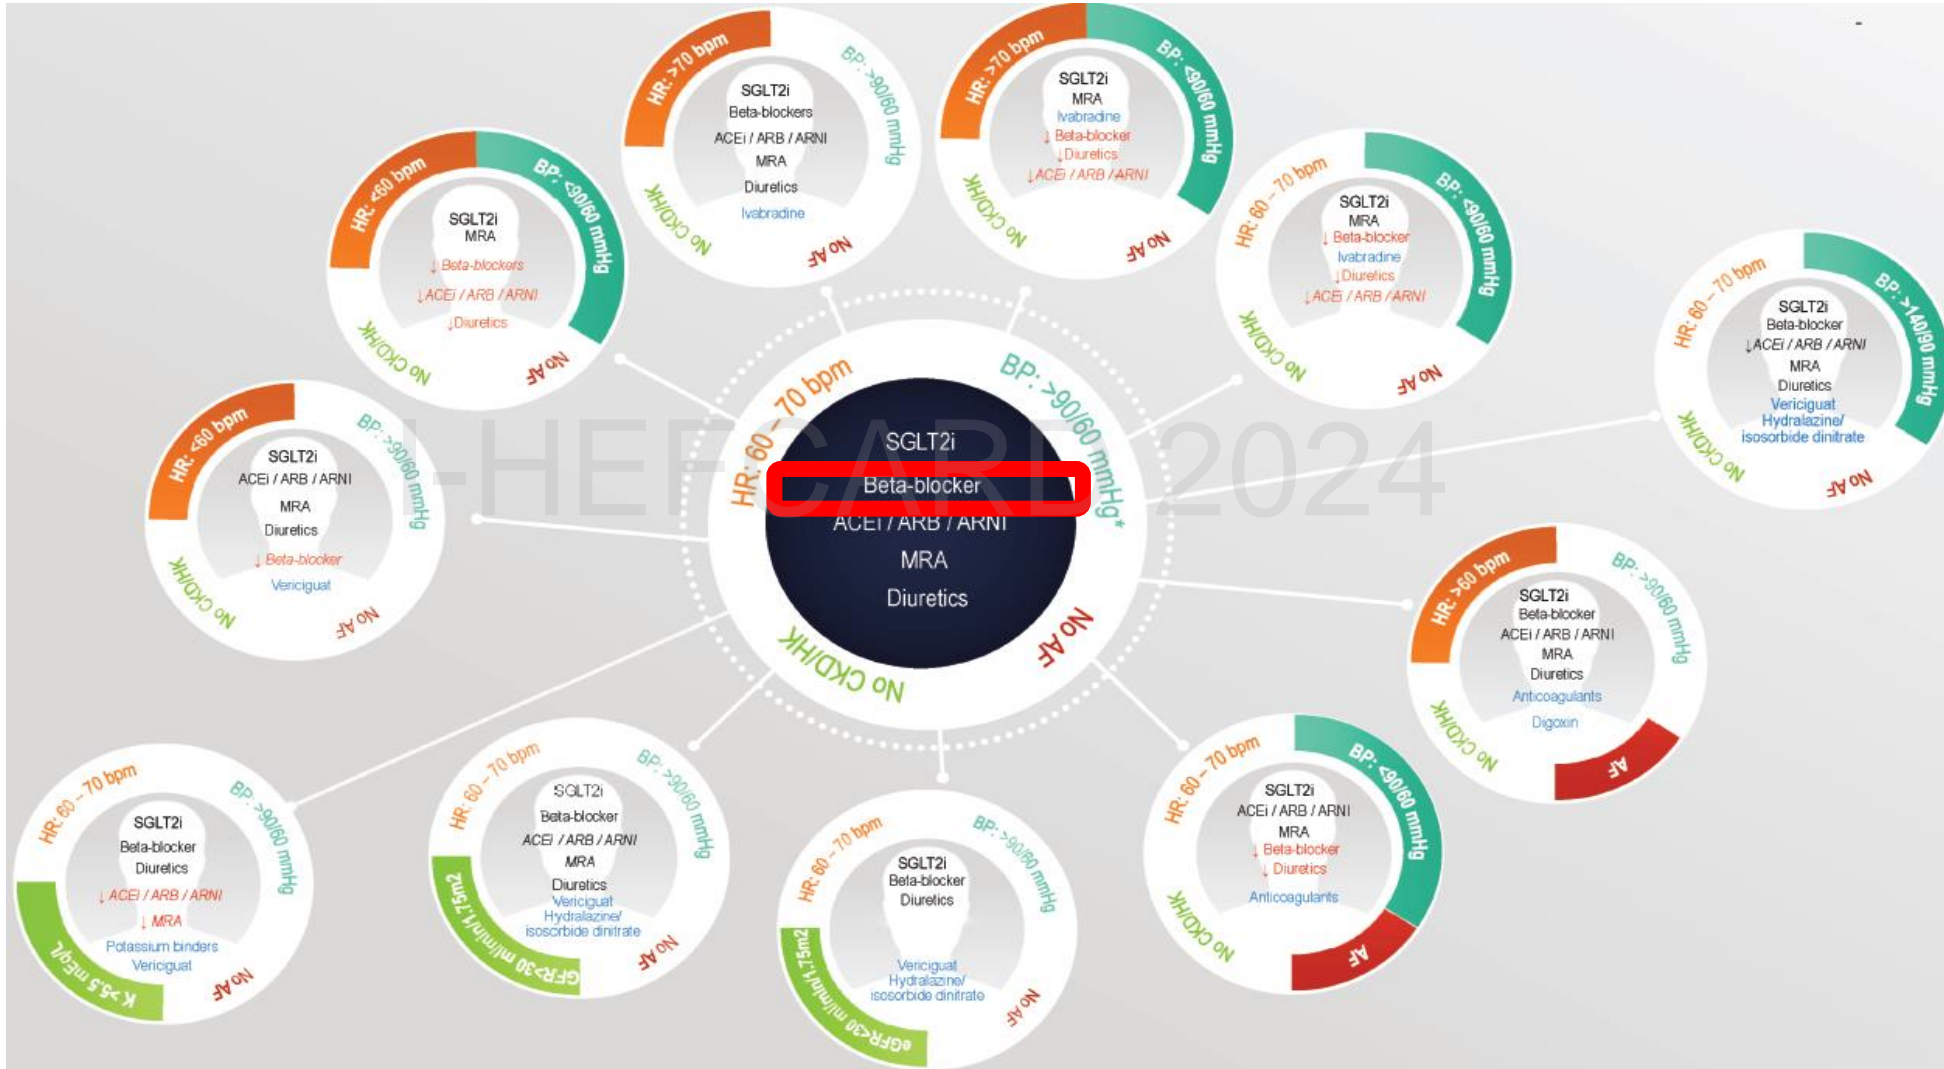 HR: >70 bpm
BP: >90/60 mmHg
SGLT2i
Beta-blockers
ACEi / ARB / ARNI
MRA
Diuretics
Ivabradine
No CKD/HK
No AF
HR: >70 bpm
BP: <90/60 mmHg
SGLT2i
MRA
Ivabradine
↓ Beta-blocker
↓Diuretics
↓ACEi / ARB / ARNI
No CKD/HK
No AF
-
HR: <60 bpm
BP: <90/60 mmHg
SGLT2i
MRA
↓ Beta-blockers
↓ACEi / ARB / ARNI
↓Diuretics
No CKD/HK
No AF
HR: 60 – 70 bpm
BP: <90/60 mmHg
SGLT2i
MRA
↓ Beta-blocker
Ivabradine
↓Diuretics
↓ACEi / ARB / ARNI
No CKD/HK
No AF
HR: 60 – 70 bpm
BP: >140/90 mmHg
SGLT2i
Beta-blocker
↓ACEi / ARB / ARNI
MRA
Diuretics
Vericiguat
Hydralazine/
isosorbide dinitrate
No CKD/HK
No AF
HR: <60 bpm
BP: >90/60 mmHg
SGLT2i
ACEi / ARB / ARNI
MRA
Diuretics
↓ Beta-blocker
Vericiguat
No CKD/HK
No AF
HR: 60 – 70 bpm
BP: >90/60 mmHg*
SGLT2i
Beta-blocker
ACEi / ARB / ARNI
MRA
Diuretics
No CKD/HK
No AF
I-HEFCARD 2024
HR: >60 bpm
BP: >90/60 mmHg
SGLT2i
Beta-blocker
ACEi / ARB / ARNI
MRA
Diuretics
Anticoagulants
Digoxin
No CKD/HK
AF
HR: 60 – 70 bpm
BP: >90/60 mmHg
SGLT2i
Beta-blocker
Diuretics
↓ ACEi / ARB / ARNI
↓ MRA
Potassium binders
Vericiguat
K >5.5 mEq/L
No AF
HR: 60 – 70 bpm
BP: >90/60 mmHg
SGLT2i
Beta-blocker
ACEi / ARB / ARNI
MRA
Diuretics
Vericiguat
Hydralazine/
isosorbide dinitrate
GFR>30 ml/min/1.75m2
No AF
HR: 60 – 70 bpm
BP: >90/60 mmHg
SGLT2i
Beta-blocker
Diuretics
Vericiguat
Hydralazine/
isosorbide dinitrate
eGFR<30 ml/min/1.75m2
No AF
HR: 60 – 70 bpm
BP: <90/60 mmHg
SGLT2i
ACEi / ARB / ARNI
MRA
↓ Beta-blocker
↓ Diuretics
Anticoagulants
No CKD/HK
AF